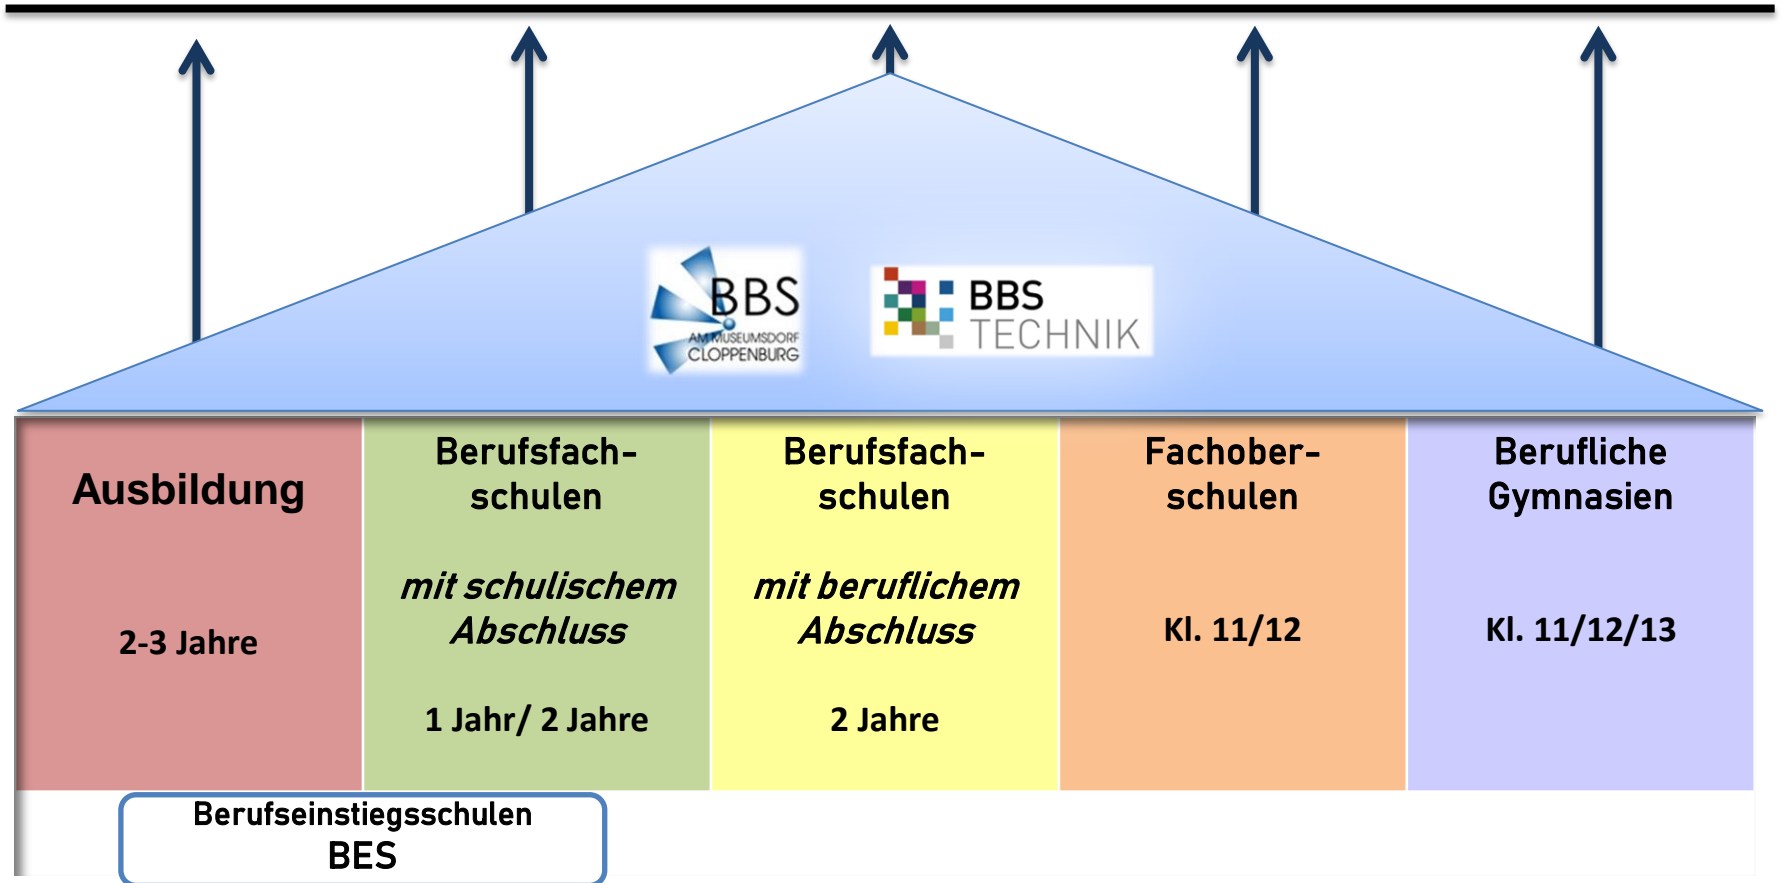 BBS
AM MUSEUMSDORF
CLOPPENBURG
BBS
TECHNIK
Ausbildung
2-3 Jahre
Berufsfach-
schulen
mit schulischem
Abschluss
1 Jahr/ 2 Jahre
Berufsfach-
schulen
mit beruflichem
Abschluss
2 Jahre
Fachober-
schulen
Kl. 11/12
Berufliche
Gymnasien
Kl. 11/12/13
Berufseinstiegsschulen
BES